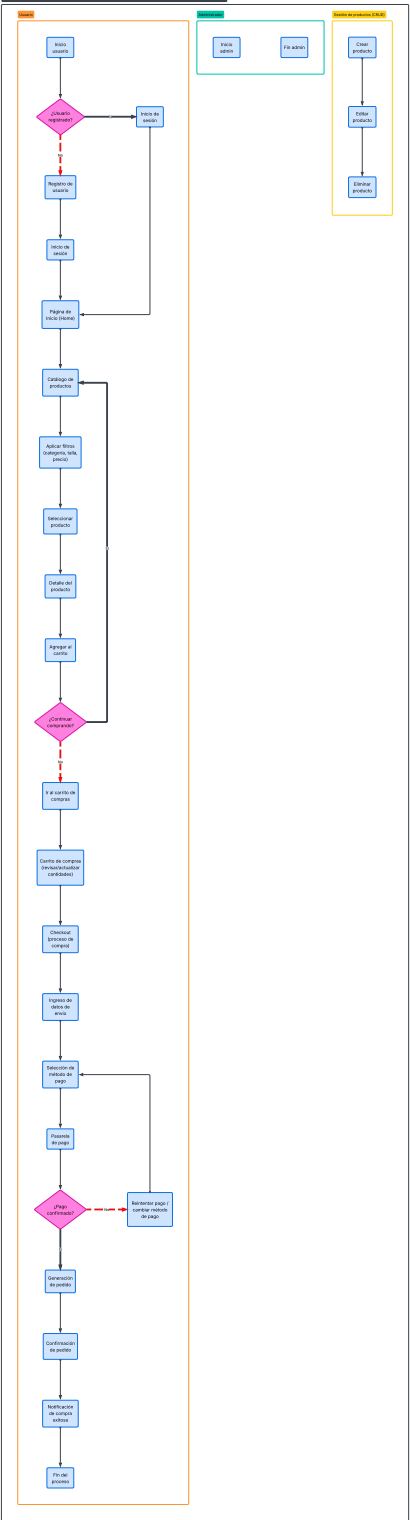 Usuario
Inicio
usuario
¿Usuario
registrado?
Inicio de
sesión
No
Registro de
usuario
Inicio de
sesión
Página de
inicio (Home)
Catálogo de
productos
Aplicar filtros
(categoría, talla,
precio)
Seleccionar
producto
Detalle del
producto
Agregar al
carrito
¿Continuar
comprando?
No
Ir al carrito de
compras
Carrito de compras
(revisar/actualizar
cantidades)
Checkout
(proceso de
compra)
Ingreso de
datos de
envío
Selección de
método de
pago
Pasarela
de pago
¿Pago
confirmado?
No
Reintentar pago /
cambiar método
de pago
Generación
de pedido
Confirmación
de pedido
Notificación
de compra
exitosa
Fin del
proceso
Administrador
Inicio
admin
Fin admin
Gestión de productos (CRUD)
Crear
producto
Editar
producto
Eliminar
producto